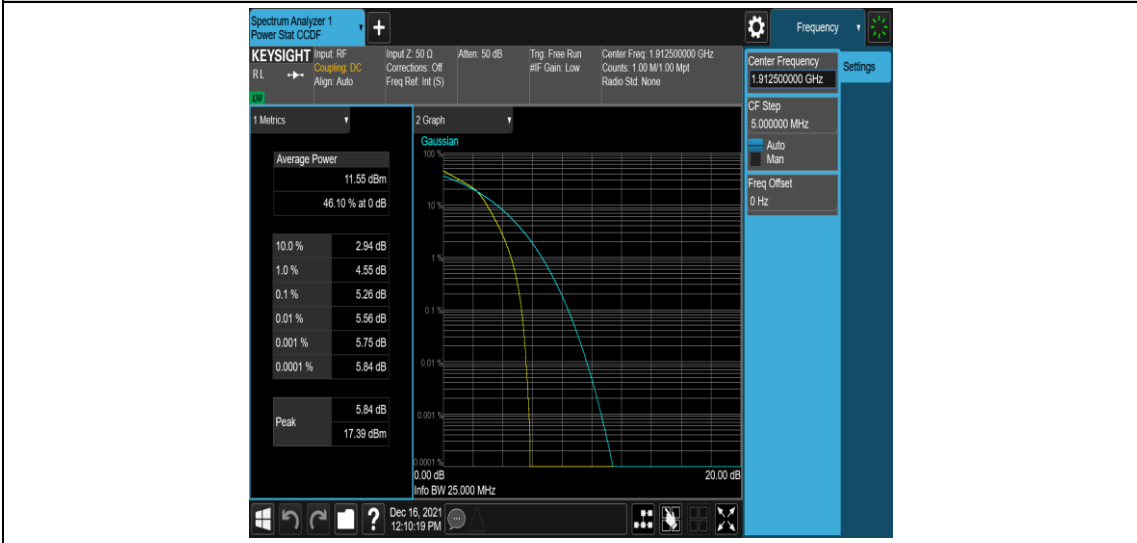 Spectrum Analyzer 1
Power Stat CCDF
+
Frequency
KEYSIGHT
RL
LM
Input: RF
Coupling: DC
Align: Auto
Input Z: 50 Ω
Corrections: Off
Freq Ref: Int (S)
Atten: 50 dB
Trig: Free Run
#IF Gain: Low
Center Freq: 1.912500000 GHz
Counts: 1.00 M/1.00 Mpt
Radio Std: None
Center Frequency
1.912500000 GHz
Settings
CF Step
5.000000 MHz
Auto
Man
Freq Offset
0 Hz
1 Metrics
Average Power
11.55 dBm
46.10 % at 0 dB
10.0 % 2.94 dB
1.0 % 4.55 dB
0.1 % 5.26 dB
0.01 % 5.56 dB
0.001 % 5.75 dB
0.0001 % 5.84 dB
Peak
5.84 dB
17.39 dBm
2 Graph
Gaussian
100 %
10 %
1 %
0.1 %
0.01 %
0.001 %
0.0001 %
0.00 dB 20.00 dB
Info BW 25.000 MHz
?
Dec 16, 2021
12:10:19 PM